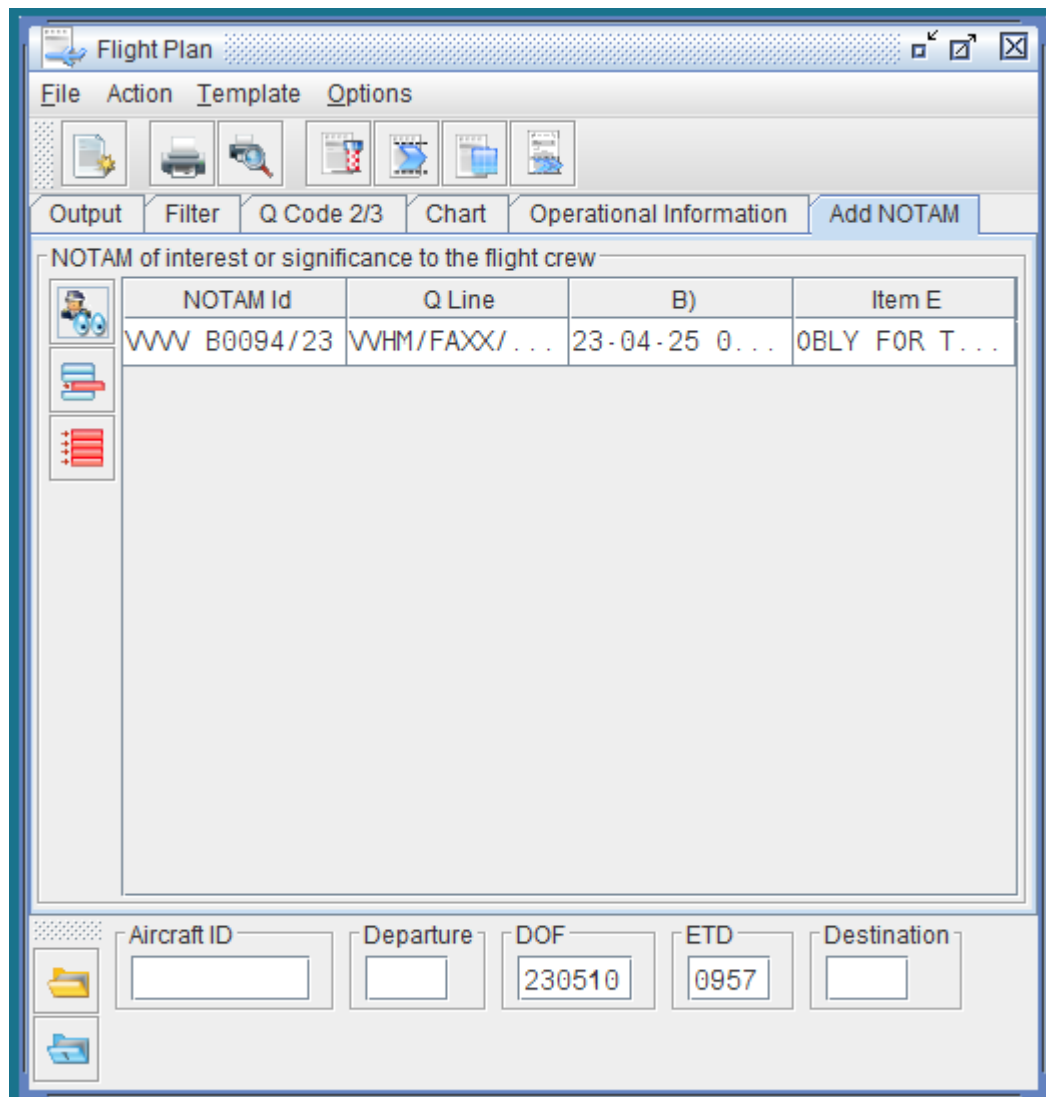 Flight Plan
File Action Template Options
Output Filter Q Code 2/3 Chart Operational Information Add NOTAM
NOTAM of interest or significance to the flight crew
NOTAM Id Q Line B) Item E
VVVV B0094/23 VVHM/FAXX/... 23-04-25 0... OBLY FOR T...
Aircraft ID Departure DOF ETD Destination
230510 0957